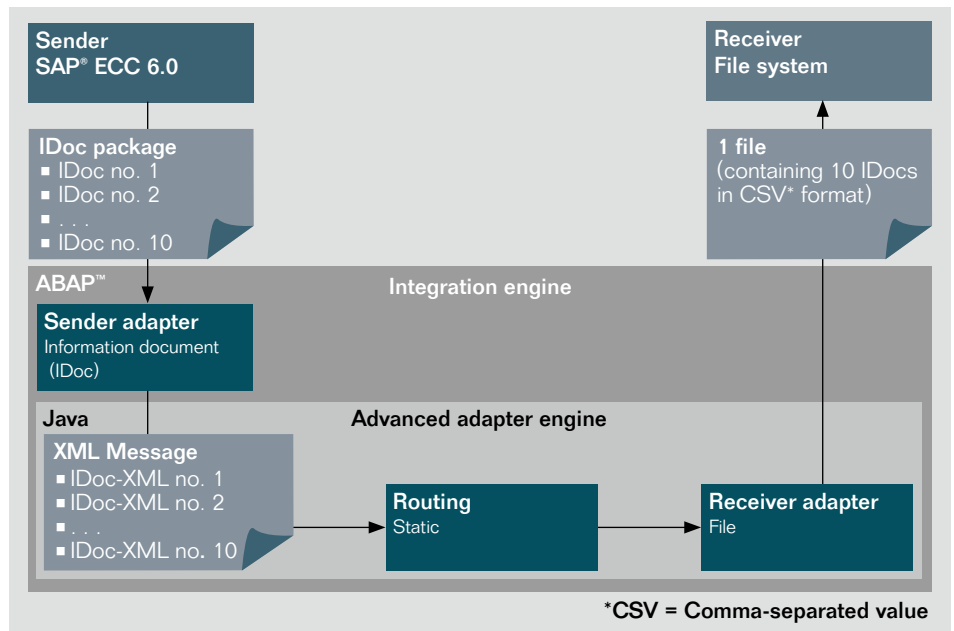 Sender
SAP® ECC 6.0
Receiver
File system
IDoc package
■ IDoc no. 1
■ IDoc no. 2
■ . . .
■ IDoc no. 10
1 file
(containing 10 IDocs
in CSV* format)
ABAP™
Integration engine
Sender adapter
Information document
(IDoc)
Java
Advanced adapter engine
XML Message
■ IDoc-XML no. 1
■ IDoc-XML no. 2
■ . . .
■ IDoc-XML no. 10
Routing
Static
Receiver adapter
File
*CSV = Comma-separated value